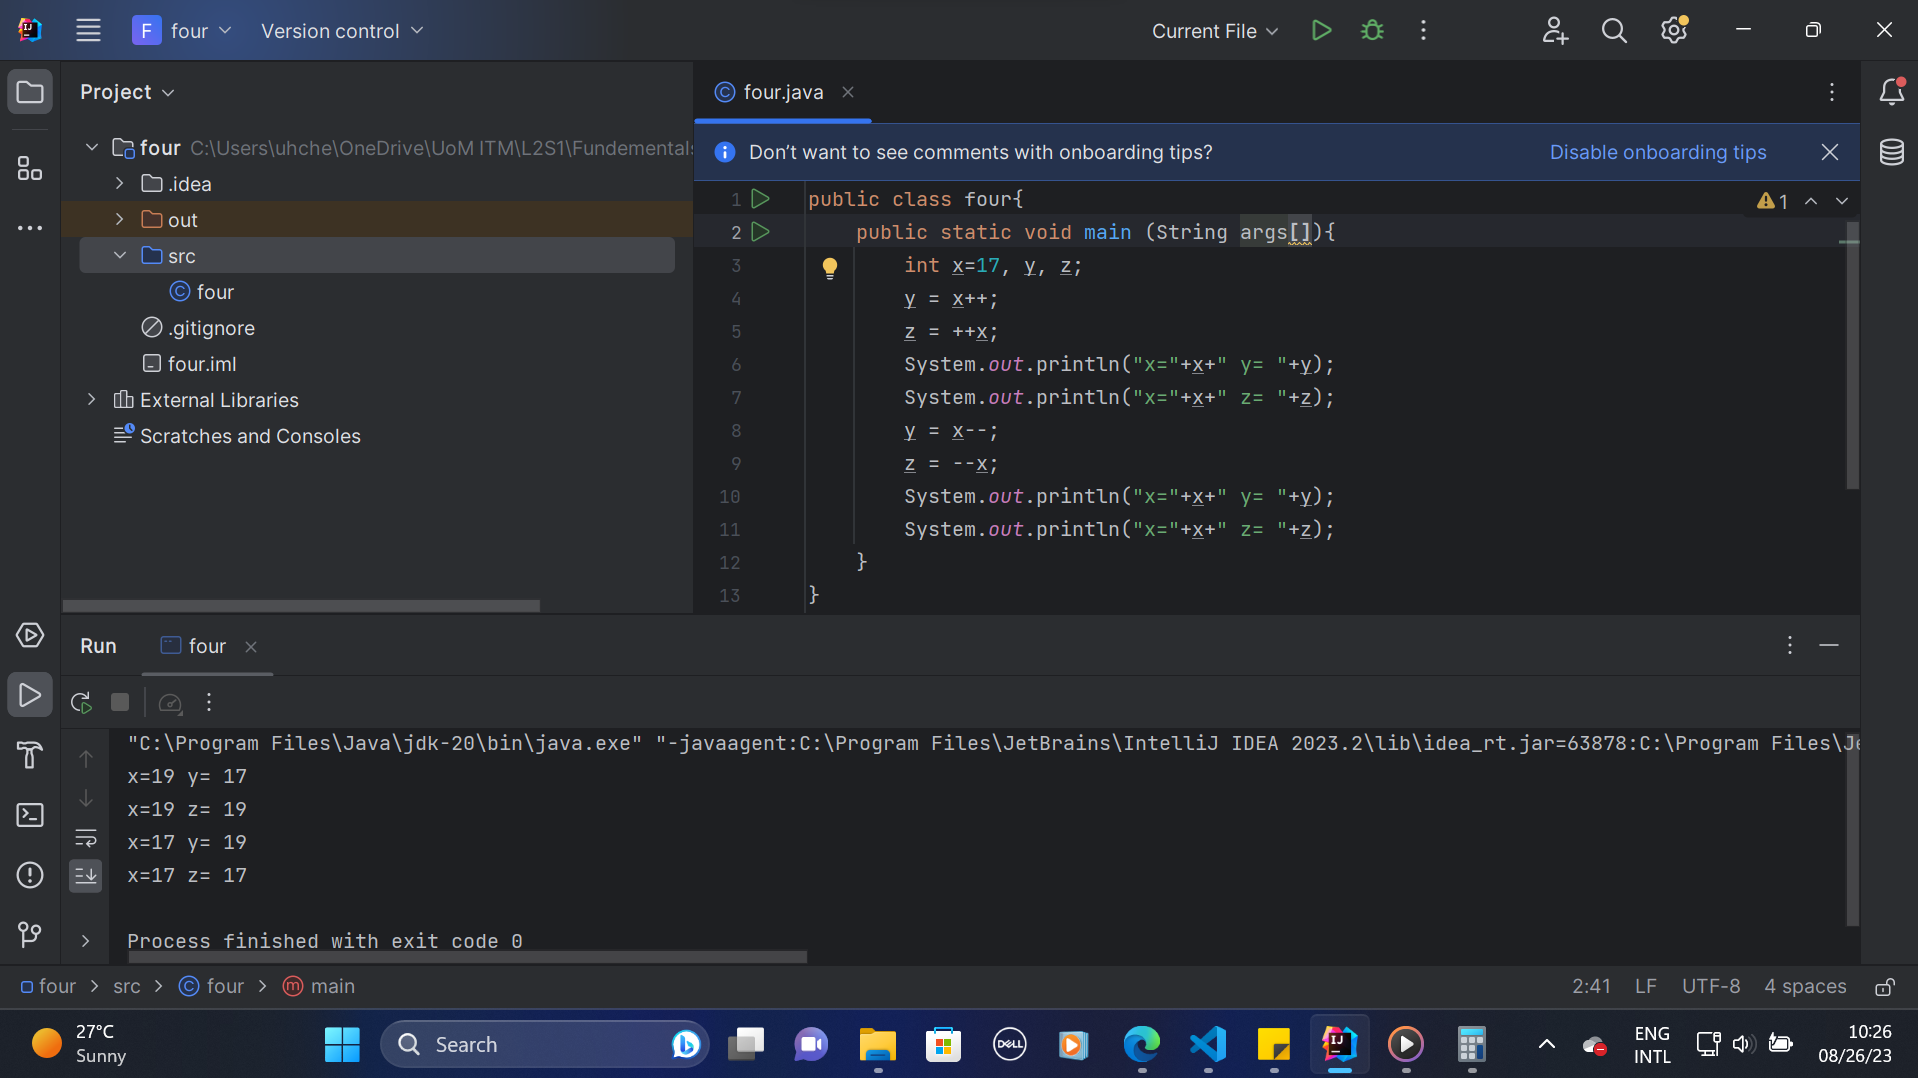 F four Version control Current File
Project
four.java
four C:\Users\uhche\OneDrive\UoM ITM\L2S1\Fundementals
.idea
out
src
four
.gitignore
four.iml
External Libraries
Scratches and Consoles
Don't want to see comments with onboarding tips? Disable onboarding tips
1 public class four{
2 public static void main (String args[]){
3 int x=17, y, z;
4 y = x++;
5 z = ++x;
6 System.out.println("x="+x+" y= "+y);
7 System.out.println("x="+x+" z= "+z);
8 y = x--;
9 z = --x;
10 System.out.println("x="+x+" y= "+y);
11 System.out.println("x="+x+" z= "+z);
12 }
13 }
1
Run four
"C:\Program Files\Java\jdk-20\bin\java.exe" "-javaagent:C:\Program Files\JetBrains\IntelliJ IDEA 2023.2\lib\idea_rt.jar=63878:C:\Program Files\Je
x=19 y= 17
x=19 z= 19
x=17 y= 19
x=17 z= 17
Process finished with exit code 0
four > src > four > main 2:41 LF UTF-8 4 spaces
27°C
Sunny
Search
DELL
IJ
ENG
INTL
10:26
08/26/23